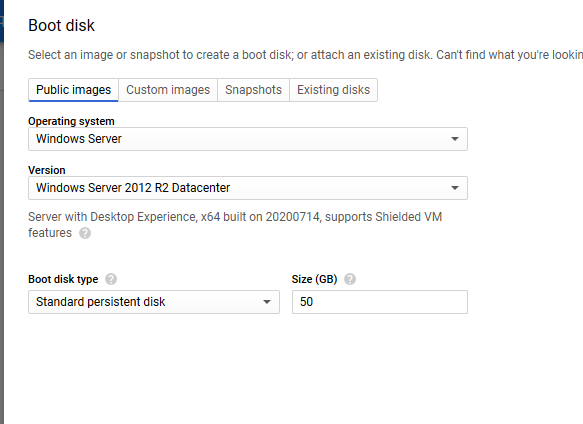 Boot disk
Select an image or snapshot to create a boot disk; or attach an existing disk. Can't find what you're lookin
Public images Custom images Snapshots Existing disks
Operating system
Windows Server
Version
Windows Server 2012 R2 Datacenter
Server with Desktop Experience, x64 built on 20200714, supports Shielded VM
features ?
Boot disk type ? Size (GB) ?
Standard persistent disk 50